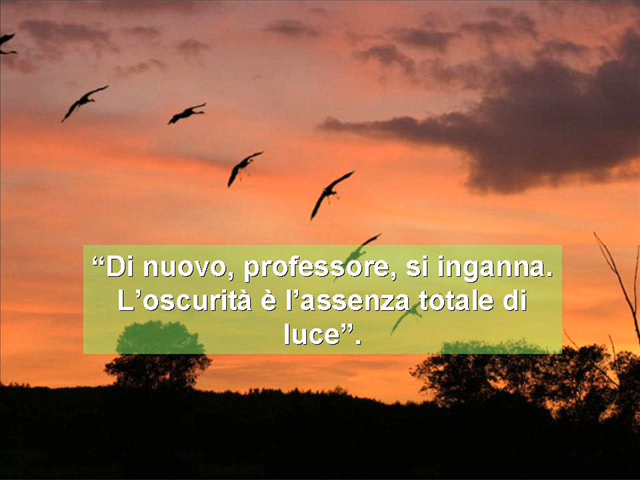 “Di nuovo, professore, si inganna.
L’oscurità è l’assenza totale di
luce”.